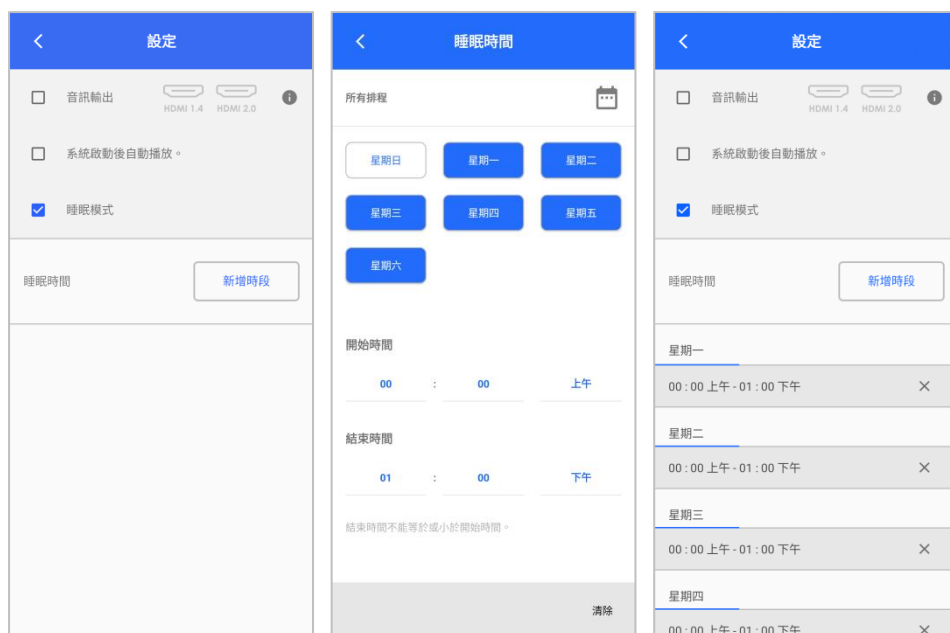 設定
音訊輸出
HDMI 1.4 HDMI 2.0
系統啟動後自動播放。
睡眠模式
睡眠時間 新增時段
睡眠時間
所有排程
星期日 星期一 星期二
星期三 星期四 星期五
星期六
開始時間
00 : 00 上午
結束時間
01 : 00 下午
結束時間不能等於或小於開始時間。
清除
設定
音訊輸出
HDMI 1.4 HDMI 2.0
系統啟動後自動播放。
睡眠模式
睡眠時間 新增時段
星期一
00 : 00 上午 - 01 : 00 下午
星期二
00 : 00 上午 - 01 : 00 下午
星期三
00 : 00 上午 - 01 : 00 下午
星期四
00 : 00 上午 - 01 : 00 下午